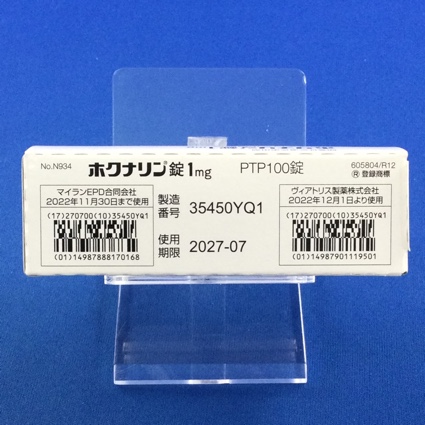 No.N934
ホクナリン®錠1mg
PTP100錠
605804/R12
Ⓡ登録商標
マイランEPD合同会社
2022年11月30日まで使用
(17)270700(10)35450YQ1
(01)14987888170168
製造番号 35450YQ1
使用期限 2027-07
ヴィアトリス製薬株式会社
2022年12月1日より使用
(17)270700(10)35450YQ1
(01)14987901119501